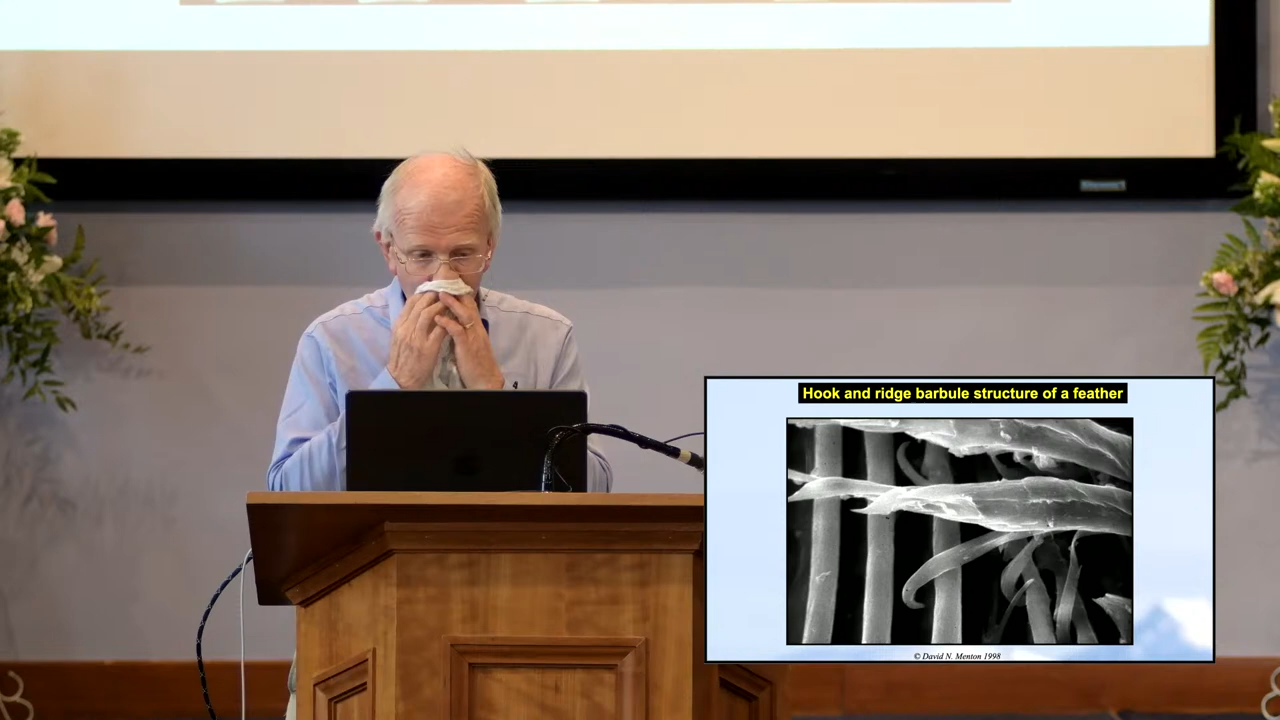 Hook and ridge barbule structure of a feather
© David N. Menton 1998